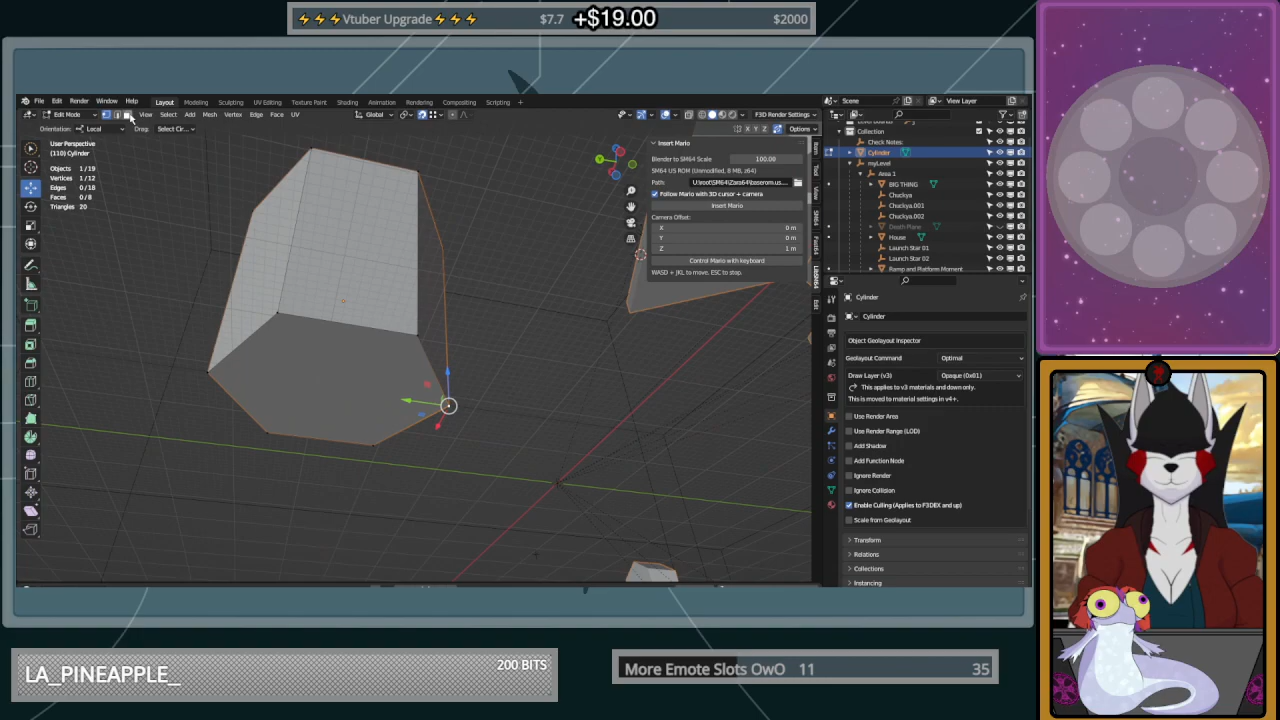 ⚡⚡⚡Vtuber Upgrade⚡⚡⚡ $7.7 +$19.00 $2000
File Edit Render Window Help Layout Modeling Sculpting UV Editing Texture Paint Shading Animation Rendering Compositing Scripting +
Scene View Layer
Edit Mode View Select Add Mesh Vertex Edge Face UV Global F3D Render Settings
Orientation: Local Drag: Select Cir... X Y Z Options
User Perspective
(110) Cylinder
Objects 1/19
Vertices 1/12
Edges 0/18
Faces 0/8
Triangles 20
Insert Mario
Blender to SM64 Scale 100.00
SM64 US ROM (Unmodified, 8 MB, z64)
Path:
Follow Mario with 3D cursor + camera
Insert Mario
Camera Offset:
X 0 m
Y 0 m
Z 1 m
Control Mario with keyboard
WASD + JKL to move, ESC to stop.
Item
Tool
View
SM64
Fast64
LibSM64
Edit
Collection
Check Notes:
Cylinder
myLevel
Area 1
BIG THING
Chuckya
Chuckya.001
Chuckya.002
Death Plane
House
Launch Star 01
Launch Star 02
Ramp and Platform Moment
Cylinder
Cylinder
Object Geolayout Inspector
Geolayout Command Optimal
Draw Layer (v3) Opaque (0x01)
This applies to v3 materials and down only.
This is moved to material settings in v4+.
Use Render Area
Use Render Range (LOD)
Add Shadow
Add Function Node
Ignore Render
Ignore Collision
Enable Culling (Applies to F3DEX and up)
Scale from Geolayout
Transform
Relations
Collections
Instancing
LA_PINEAPPLE_ 200 BITS
More Emote Slots OwO 11 35